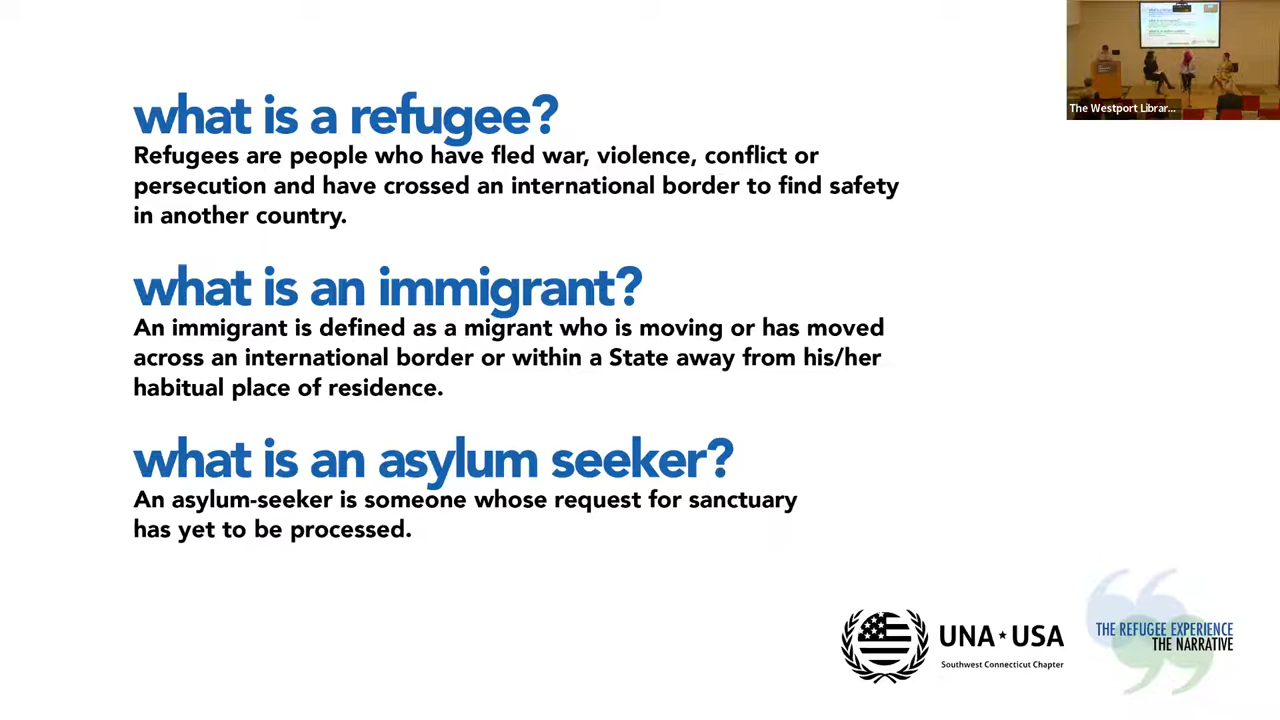 what is a refugee?
Refugees are people who have fled war, violence, conflict or
persecution and have crossed an international border to find safety
in another country.
what is an immigrant?
An immigrant is defined as a migrant who is moving or has moved
across an international border or within a State away from his/her
habitual place of residence.
what is an asylum seeker?
An asylum-seeker is someone whose request for sanctuary
has yet to be processed.
The Westport Librar...
UNA USA
Southwest Connecticut Chapter
THE REFUGEE EXPERIENCE
THE NARRATIVE